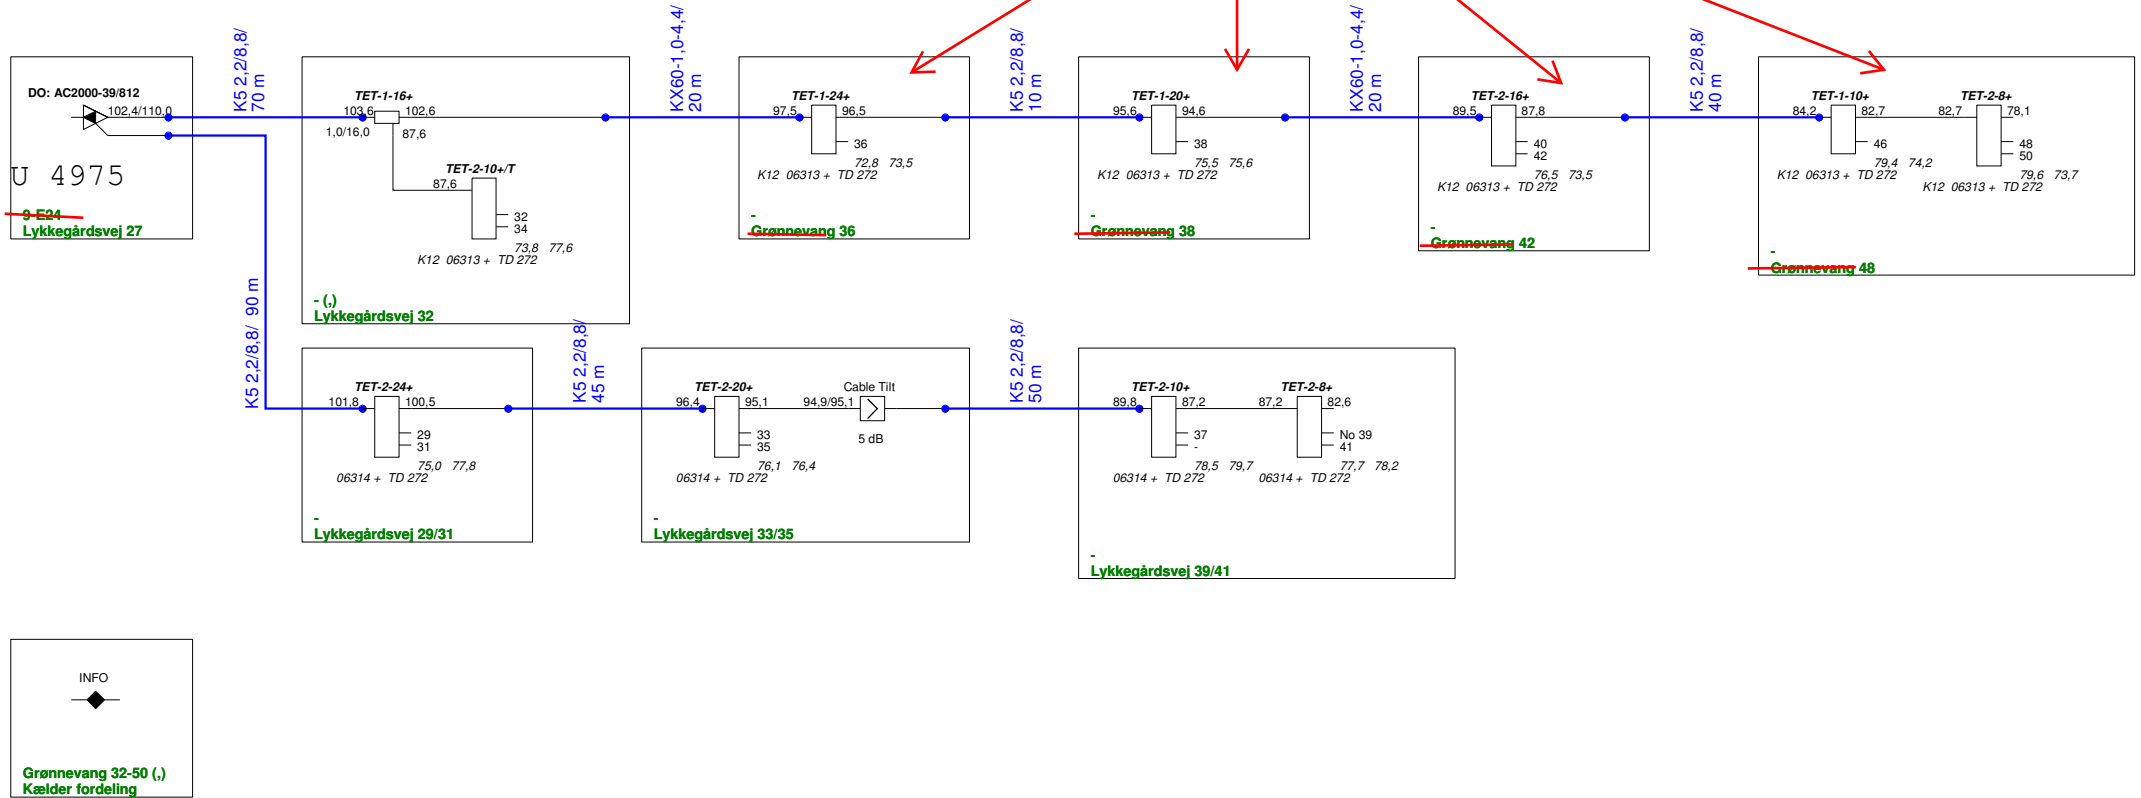 DO: AC2000-39/812
102,4/110,0
U 4975
9-E24
Lykkegårdsvej 27
K5 2,2/8,8/
70 m
TET-1-16+
103,6
102,6
1,0/16,0
87,6
TET-2-10+/T
87,6
32
34
73,8 77,6
K12 06313 + TD 272
- (,)
Lykkegårdsvej 32
KX60-1,0-4,4/
20 m
TET-1-24+
97,5
96,5
36
72,8 73,5
K12 06313 + TD 272
-
Grønnevang 36
K5 2,2/8,8/
10 m
TET-1-20+
95,6
94,6
38
75,5 75,6
K12 06313 + TD 272
-
Grønnevang 38
KX60-1,0-4,4/
20 m
TET-2-16+
89,5
87,8
40
42
76,5 73,5
K12 06313 + TD 272
-
Grønnevang 42
K5 2,2/8,8/
40 m
TET-1-10+
84,2
82,7
46
79,4 74,2
K12 06313 + TD 272
TET-2-8+
82,7
78,1
48
50
79,6 73,7
K12 06313 + TD 272
-
Grønnevang 48
K5 2,2/8,8/ 90 m
TET-2-24+
101,8
100,5
29
31
75,0 77,8
06314 + TD 272
-
Lykkegårdsvej 29/31
K5 2,2/8,8/
45 m
TET-2-20+
96,4
95,1
33
35
76,1 76,4
06314 + TD 272
Cable Tilt
94,9/95,1
5 dB
-
Lykkegårdsvej 33/35
K5 2,2/8,8/
50 m
TET-2-10+
89,8
87,2
37
-
78,5 79,7
06314 + TD 272
TET-2-8+
87,2
82,6
No 39
41
77,7 78,2
06314 + TD 272
-
Lykkegårdsvej 39/41
INFO
Grønnevang 32-50 (,)
Kælder fordeling